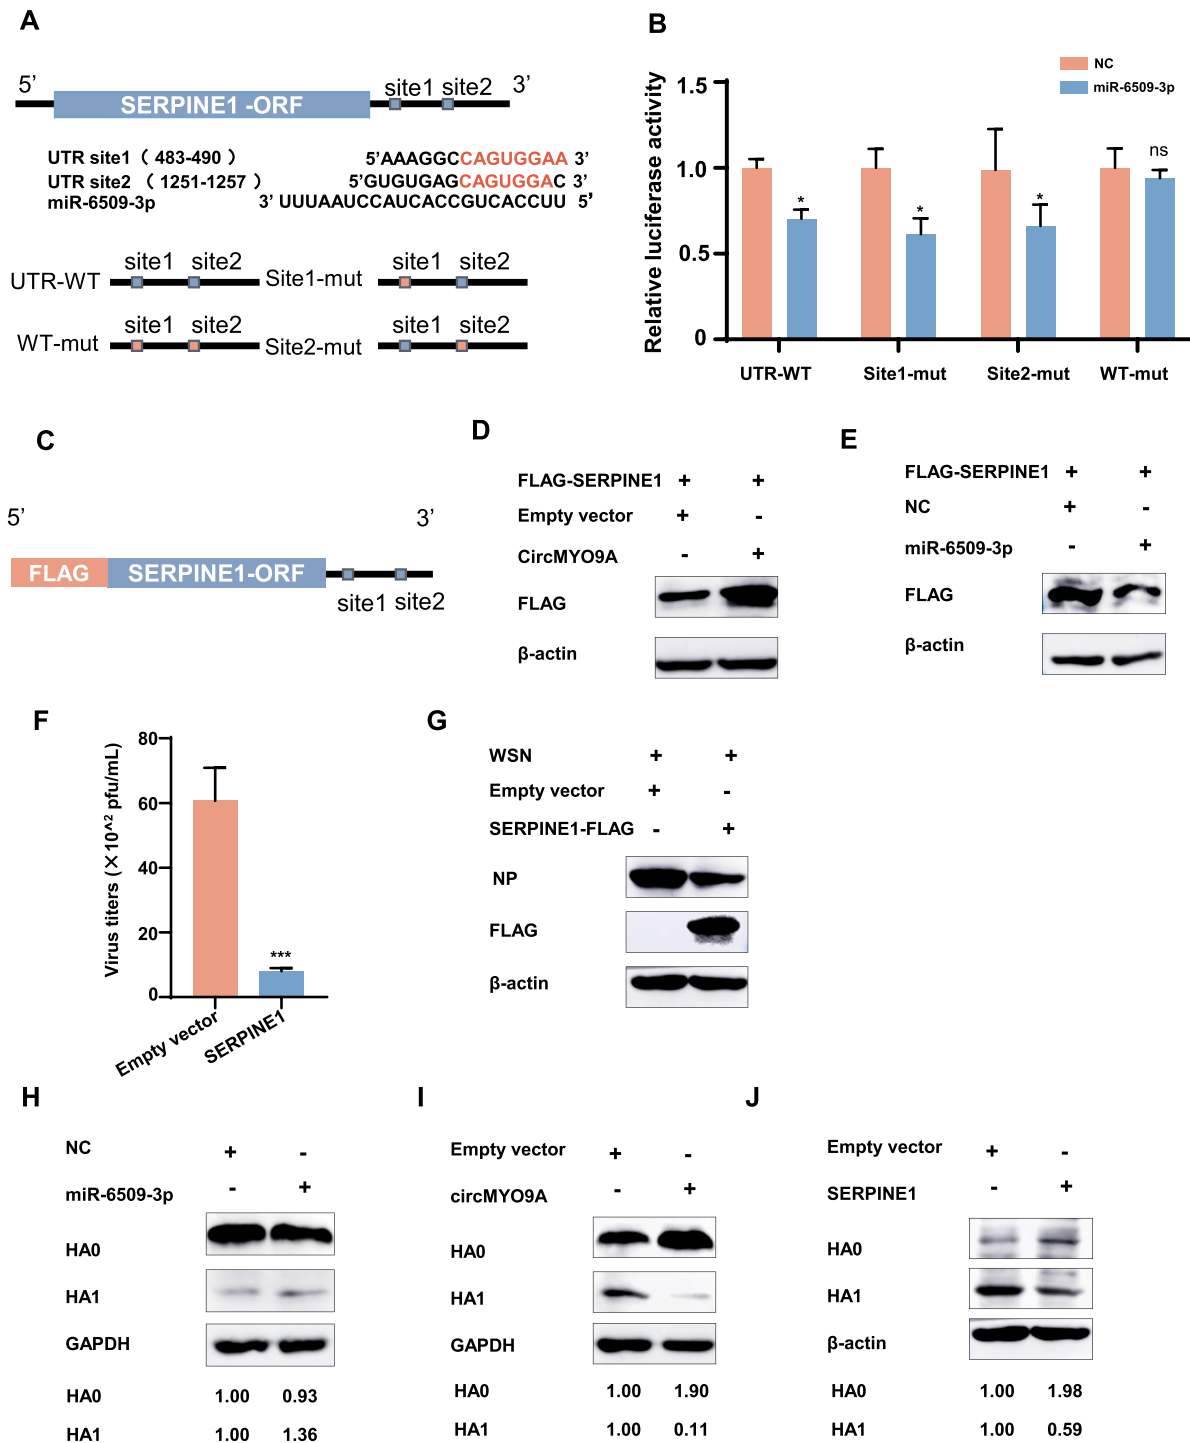 A
5’ site1 site2 3’
SERPINE1 -ORF
UTR site1 ( 483-490 ) 5’AAAGGCCAGUGGAA 3’
UTR site2 ( 1251-1257 ) 5’GUGUGAGCAGUGGAC 3’
miR-6509-3p 3’ UUUAAUCCAUCACCGUCACCUU 5’
site1 site2 site1 site2
UTR-WT Site1-mut
site1 site2 site1 site2
WT-mut Site2-mut
B
NC
miR-6509-3p
Relative luciferase activity
1.5
1.0
0.5
0
* * * ns
UTR-WT Site1-mut Site2-mut WT-mut
C
5’ 3’
FLAG SERPINE1-ORF
site1 site2
D
FLAG-SERPINE1 + +
Empty vector + -
CircMYO9A - +
FLAG
β-actin
E
FLAG-SERPINE1 + +
NC + -
miR-6509-3p - +
FLAG
β-actin
F
Virus titers (×10^2 pfu/mL)
80
60
40
20
0
***
Empty vector
SERPINE1
G
WSN + +
Empty vector + -
SERPINE1-FLAG - +
NP
FLAG
β-actin
H
NC + -
miR-6509-3p - +
HA0
HA1
GAPDH
HA0 1.00 0.93
HA1 1.00 1.36
I
Empty vector + -
circMYO9A - +
HA0
HA1
GAPDH
HA0 1.00 1.90
HA1 1.00 0.11
J
Empty vector + -
SERPINE1 - +
HA0
HA1
β-actin
HA0 1.00 1.98
HA1 1.00 0.59